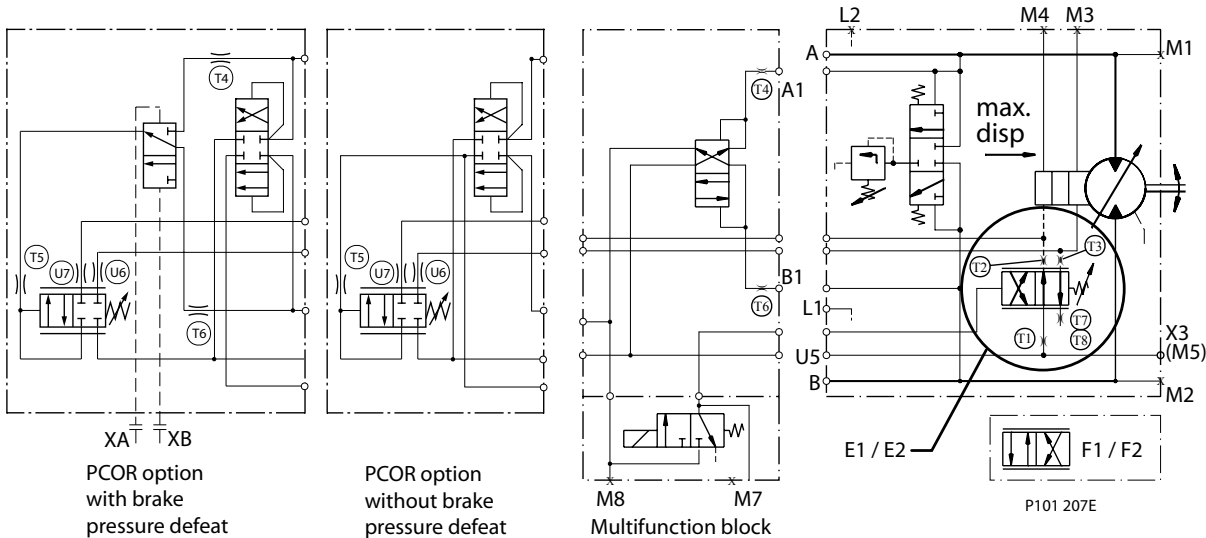 T4
T5
U7
U6
T6
XA
XB
PCOR option
with brake
pressure defeat
T5
U7
U6
PCOR option
without brake
pressure defeat
T4
A1
B1
T6
M8
M7
Multifunction block
L2
M4
M3
A
M1
max.
disp
T2
T3
L1
T7
T1
T8
U5
X3
(M5)
B
M2
E1 / E2
F1 / F2
P101 207E